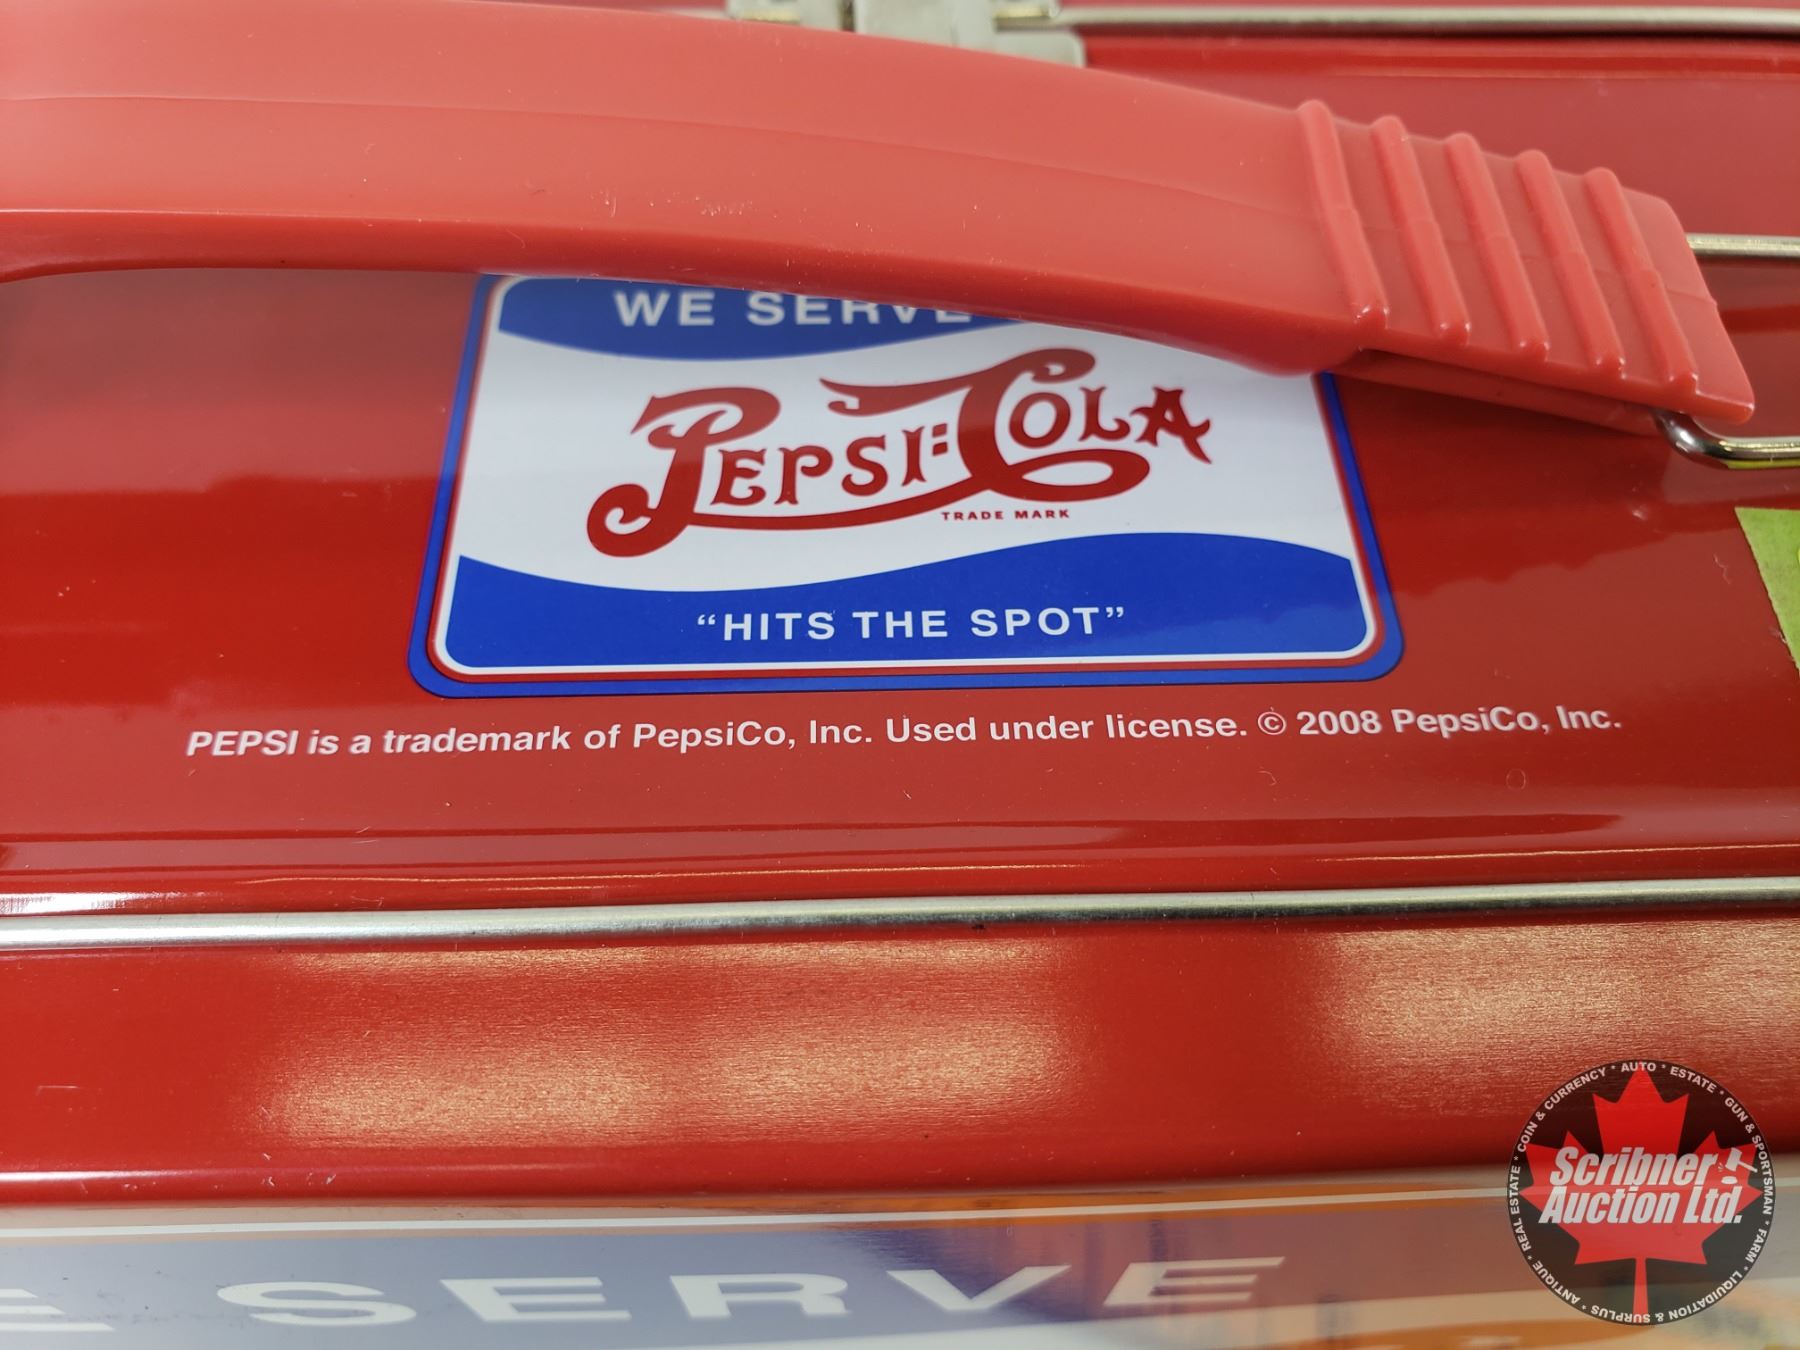 WE SERVE
PEPSI-COLA
TRADE MARK
“HITS THE SPOT”
PEPSI is a trademark of PepsiCo, Inc. Used under license. © 2008 PepsiCo, Inc.
SERVE
COIN & CURRENCY * AUTO * ESTATE * GUN & SPORTSMAN * FARM * LIQUIDATION & SURPLUS * ANTIQUE * REAL ESTATE *
Scribner
Auction Ltd.